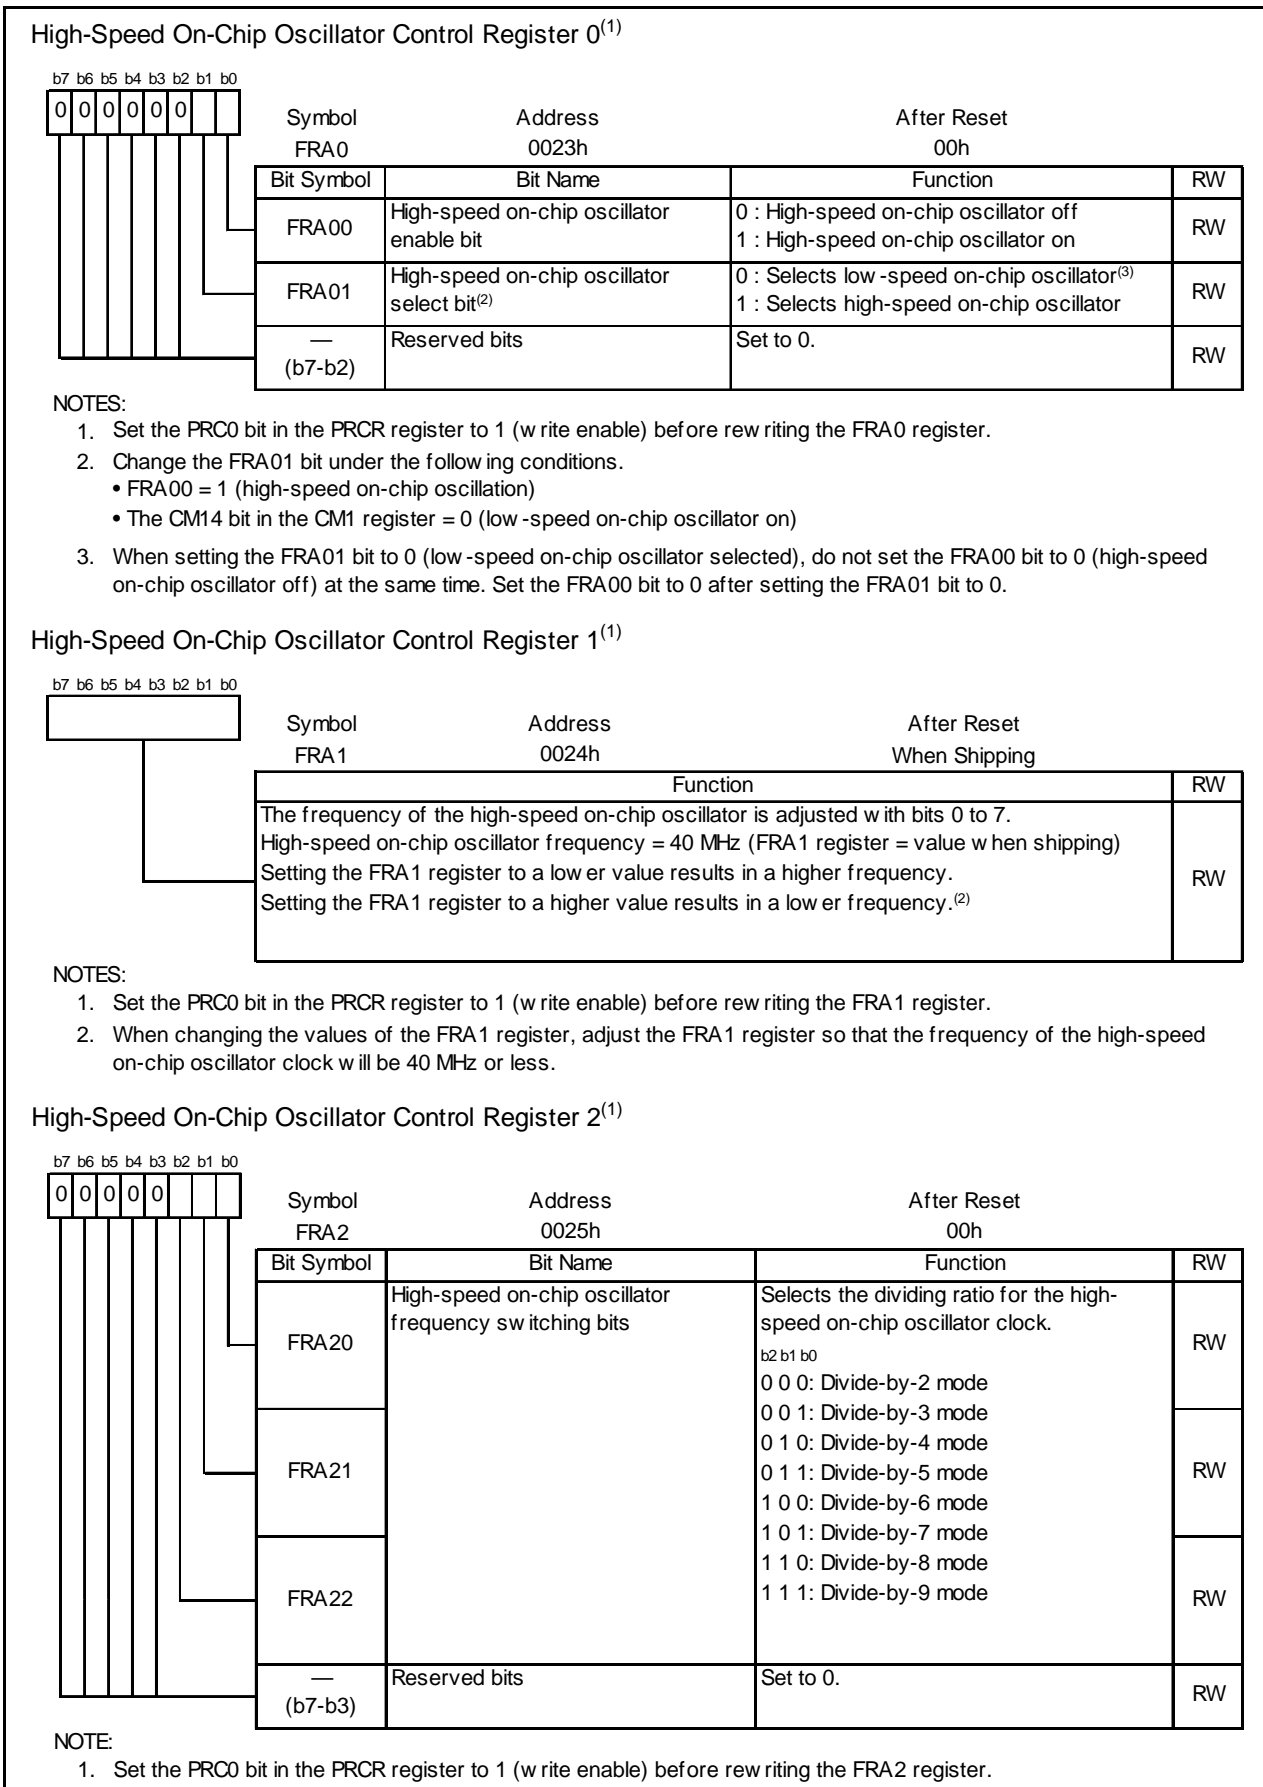 High-Speed On-Chip Oscillator Control Register 0(1)
b7 b6 b5 b4 b3 b2 b1 b0
0 0 0 0 0 0
Symbol Address After Reset
FRA0 0023h 00h
Bit Symbol Bit Name Function RW
FRA00 High-speed on-chip oscillator enable bit 0 : High-speed on-chip oscillator off RW
1 : High-speed on-chip oscillator on
FRA01 High-speed on-chip oscillator select bit(2) 0 : Selects low-speed on-chip oscillator(3) RW
1 : Selects high-speed on-chip oscillator
— (b7-b2) Reserved bits Set to 0. RW
NOTES:
1. Set the PRC0 bit in the PRCR register to 1 (write enable) before rewriting the FRA0 register.
2. Change the FRA01 bit under the following conditions.
• FRA00 = 1 (high-speed on-chip oscillation)
• The CM14 bit in the CM1 register = 0 (low-speed on-chip oscillator on)
3. When setting the FRA01 bit to 0 (low-speed on-chip oscillator selected), do not set the FRA00 bit to 0 (high-speed
on-chip oscillator off) at the same time. Set the FRA00 bit to 0 after setting the FRA01 bit to 0.
High-Speed On-Chip Oscillator Control Register 1(1)
b7 b6 b5 b4 b3 b2 b1 b0
Symbol Address After Reset
FRA1 0024h When Shipping
Function RW
The frequency of the high-speed on-chip oscillator is adjusted with bits 0 to 7.
High-speed on-chip oscillator frequency = 40 MHz (FRA1 register = value when shipping)
Setting the FRA1 register to a lower value results in a higher frequency.
Setting the FRA1 register to a higher value results in a lower frequency.(2)
RW
NOTES:
1. Set the PRC0 bit in the PRCR register to 1 (write enable) before rewriting the FRA1 register.
2. When changing the values of the FRA1 register, adjust the FRA1 register so that the frequency of the high-speed
on-chip oscillator clock will be 40 MHz or less.
High-Speed On-Chip Oscillator Control Register 2(1)
b7 b6 b5 b4 b3 b2 b1 b0
0 0 0 0 0
Symbol Address After Reset
FRA2 0025h 00h
Bit Symbol Bit Name Function RW
FRA20 High-speed on-chip oscillator frequency switching bits Selects the dividing ratio for the high-
speed on-chip oscillator clock. RW
b2 b1 b0
0 0 0: Divide-by-2 mode
0 0 1: Divide-by-3 mode
0 1 0: Divide-by-4 mode
FRA21 0 1 1: Divide-by-5 mode RW
1 0 0: Divide-by-6 mode
1 0 1: Divide-by-7 mode
1 1 0: Divide-by-8 mode
FRA22 1 1 1: Divide-by-9 mode RW
— (b7-b3) Reserved bits Set to 0. RW
NOTE:
1. Set the PRC0 bit in the PRCR register to 1 (write enable) before rewriting the FRA2 register.